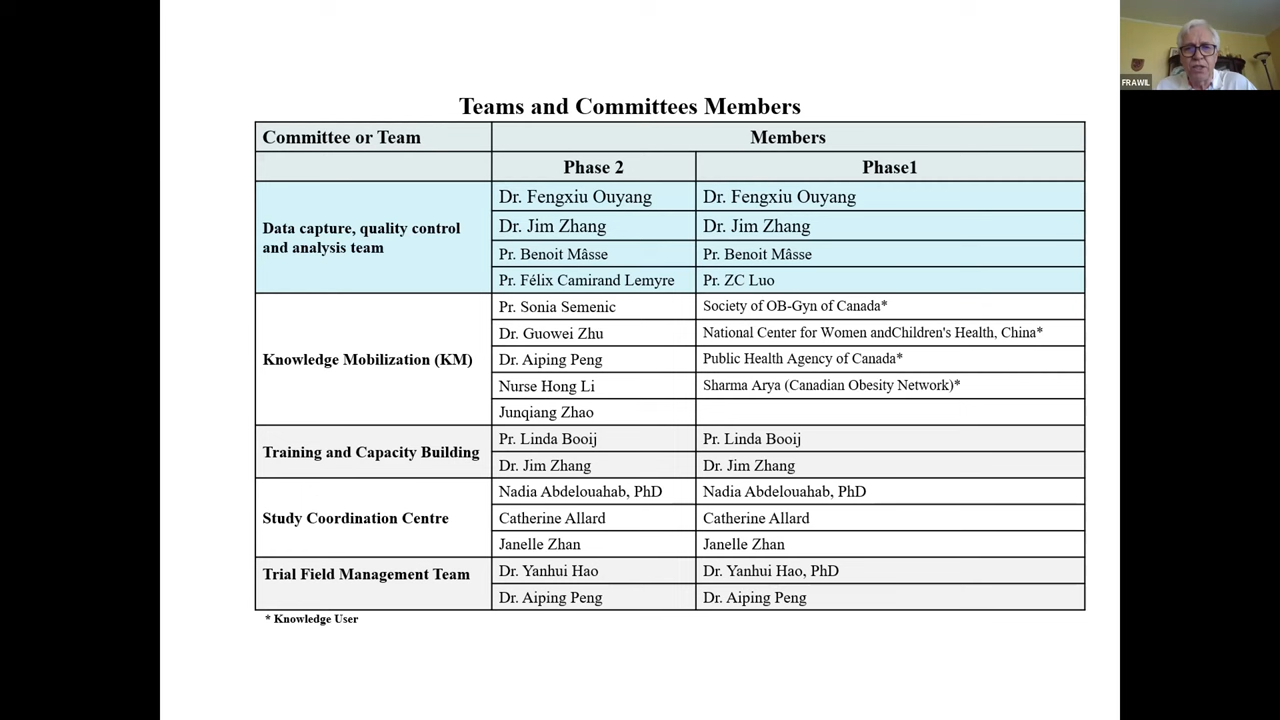 FRAWIL
Teams and Committees Members
Committee or Team
Members
Phase 2
Phase1
Data capture, quality control
and analysis team
Dr. Fengxiu Ouyang
Dr. Fengxiu Ouyang
Dr. Jim Zhang
Dr. Jim Zhang
Pr. Benoit Mâsse
Pr. Benoit Mâsse
Pr. Félix Camirand Lemyre
Pr. ZC Luo
Knowledge Mobilization (KM)
Pr. Sonia Semenic
Society of OB-Gyn of Canada*
Dr. Guowei Zhu
National Center for Women andChildren's Health, China*
Dr. Aiping Peng
Public Health Agency of Canada*
Nurse Hong Li
Sharma Arya (Canadian Obesity Network)*
Junqiang Zhao
Training and Capacity Building
Pr. Linda Booij
Pr. Linda Booij
Dr. Jim Zhang
Dr. Jim Zhang
Study Coordination Centre
Nadia Abdelouahab, PhD
Nadia Abdelouahab, PhD
Catherine Allard
Catherine Allard
Janelle Zhan
Janelle Zhan
Trial Field Management Team
Dr. Yanhui Hao
Dr. Yanhui Hao, PhD
Dr. Aiping Peng
Dr. Aiping Peng
* Knowledge User